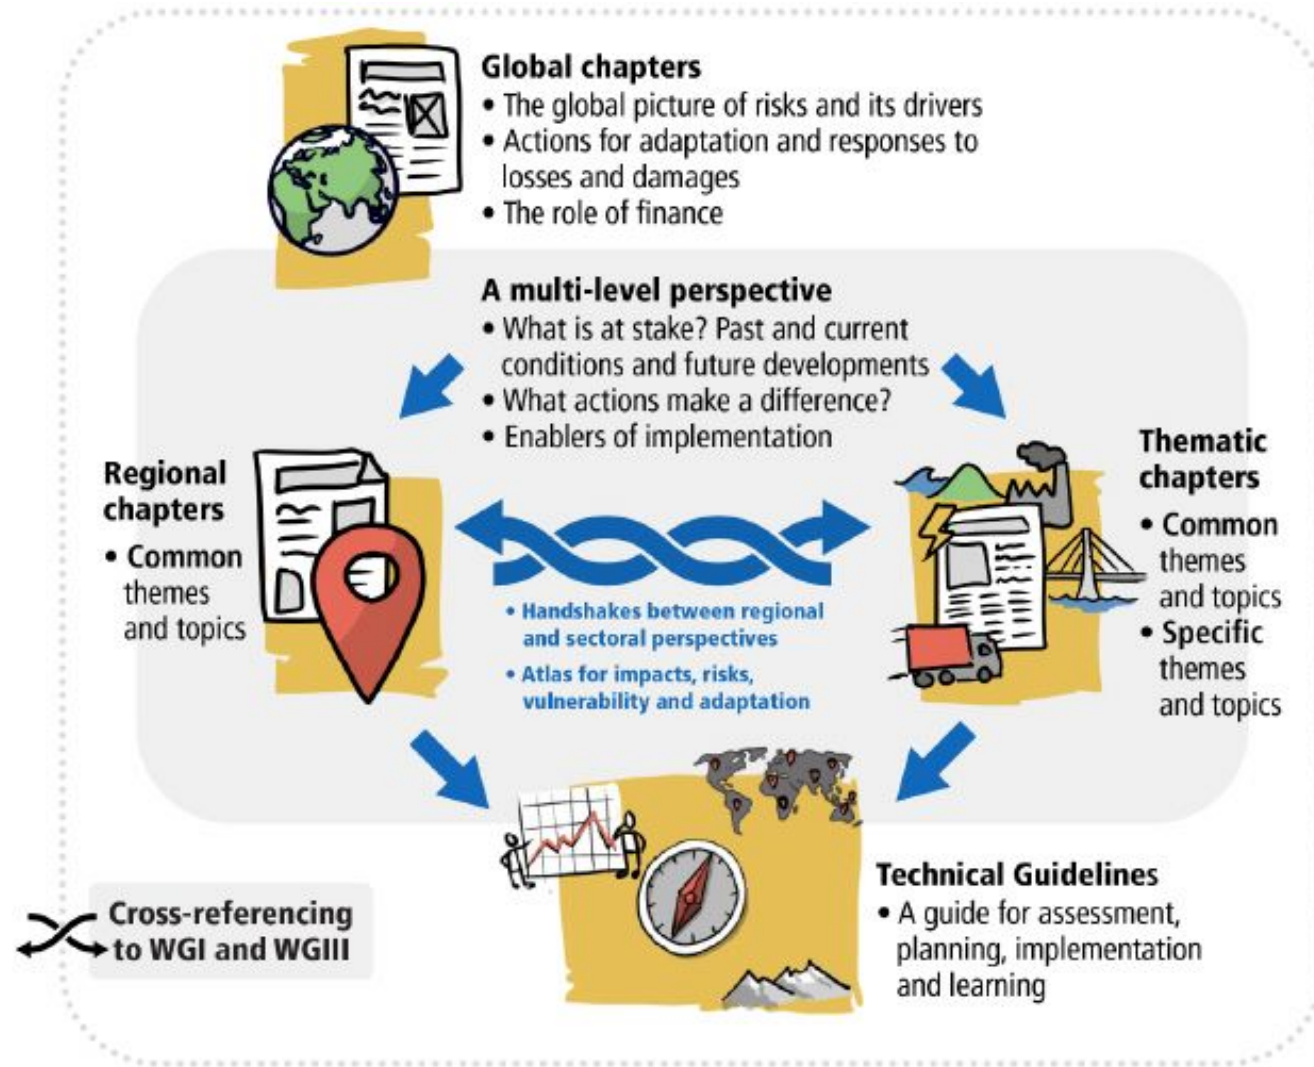 Global chapters
• The global picture of risks and its drivers
• Actions for adaptation and responses to
losses and damages
• The role of finance
A multi-level perspective
• What is at stake? Past and current
conditions and future developments
• What actions make a difference?
• Enablers of implementation
Regional
chapters
• Common
themes
and topics
• Handshakes between regional
and sectoral perspectives
• Atlas for impacts, risks,
vulnerability and adaptation
Thematic
chapters
• Common
themes
and topics
• Specific
themes
and topics
Technical Guidelines
• A guide for assessment,
planning, implementation
and learning
Cross-referencing
to WGI and WGIII